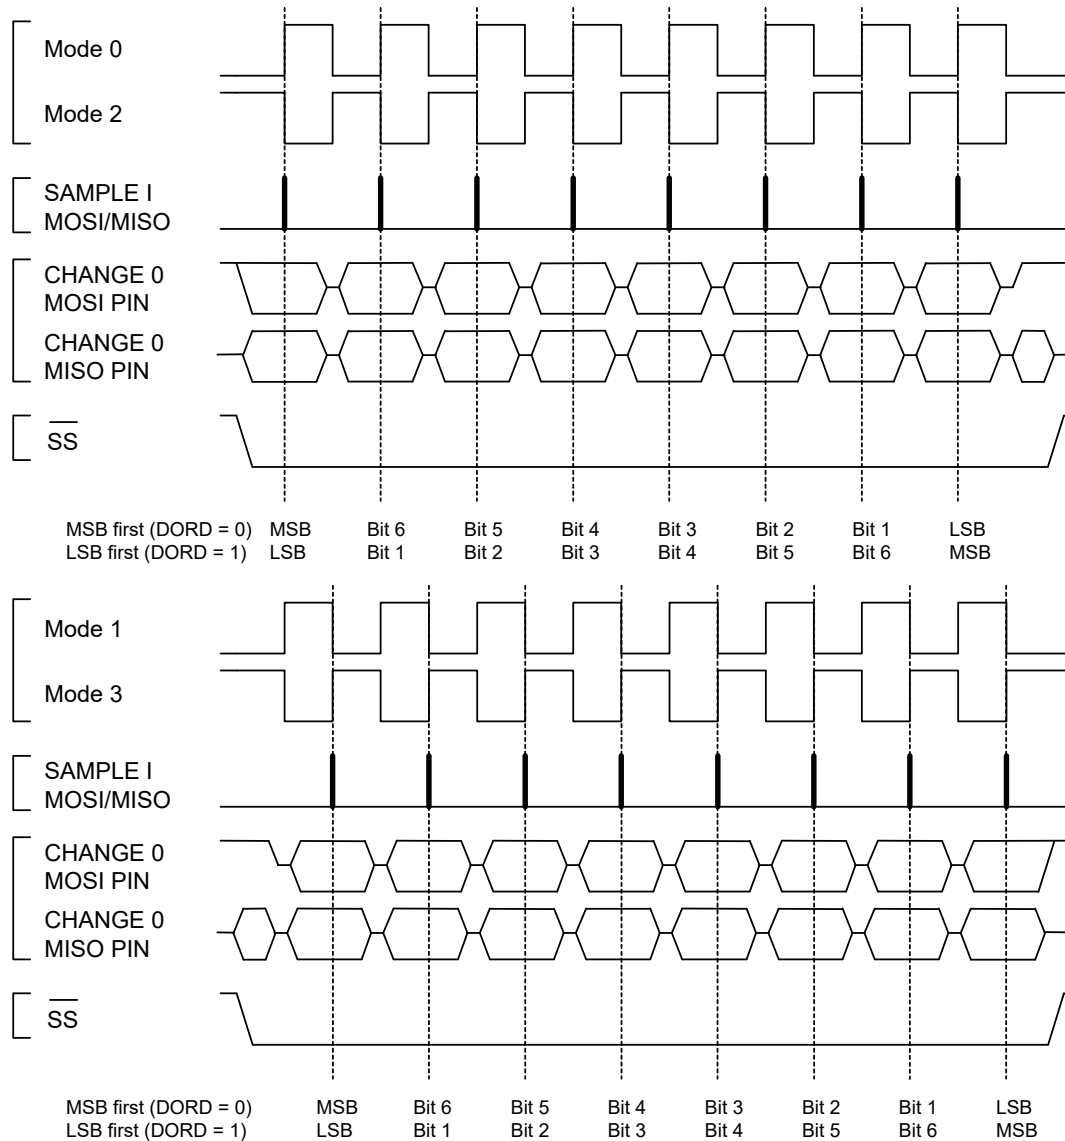 Mode 0
Mode 2
SAMPLE I
MOSI/MISO
CHANGE 0
MOSI PIN
CHANGE 0
MISO PIN
SS
MSB first (DORD = 0) MSB Bit 6 Bit 5 Bit 4 Bit 3 Bit 2 Bit 1 LSB
LSB first (DORD = 1) LSB Bit 1 Bit 2 Bit 3 Bit 4 Bit 5 Bit 6 MSB
Mode 1
Mode 3
SAMPLE I
MOSI/MISO
CHANGE 0
MOSI PIN
CHANGE 0
MISO PIN
SS
MSB first (DORD = 0) MSB Bit 6 Bit 5 Bit 4 Bit 3 Bit 2 Bit 1 LSB
LSB first (DORD = 1) LSB Bit 1 Bit 2 Bit 3 Bit 4 Bit 5 Bit 6 MSB